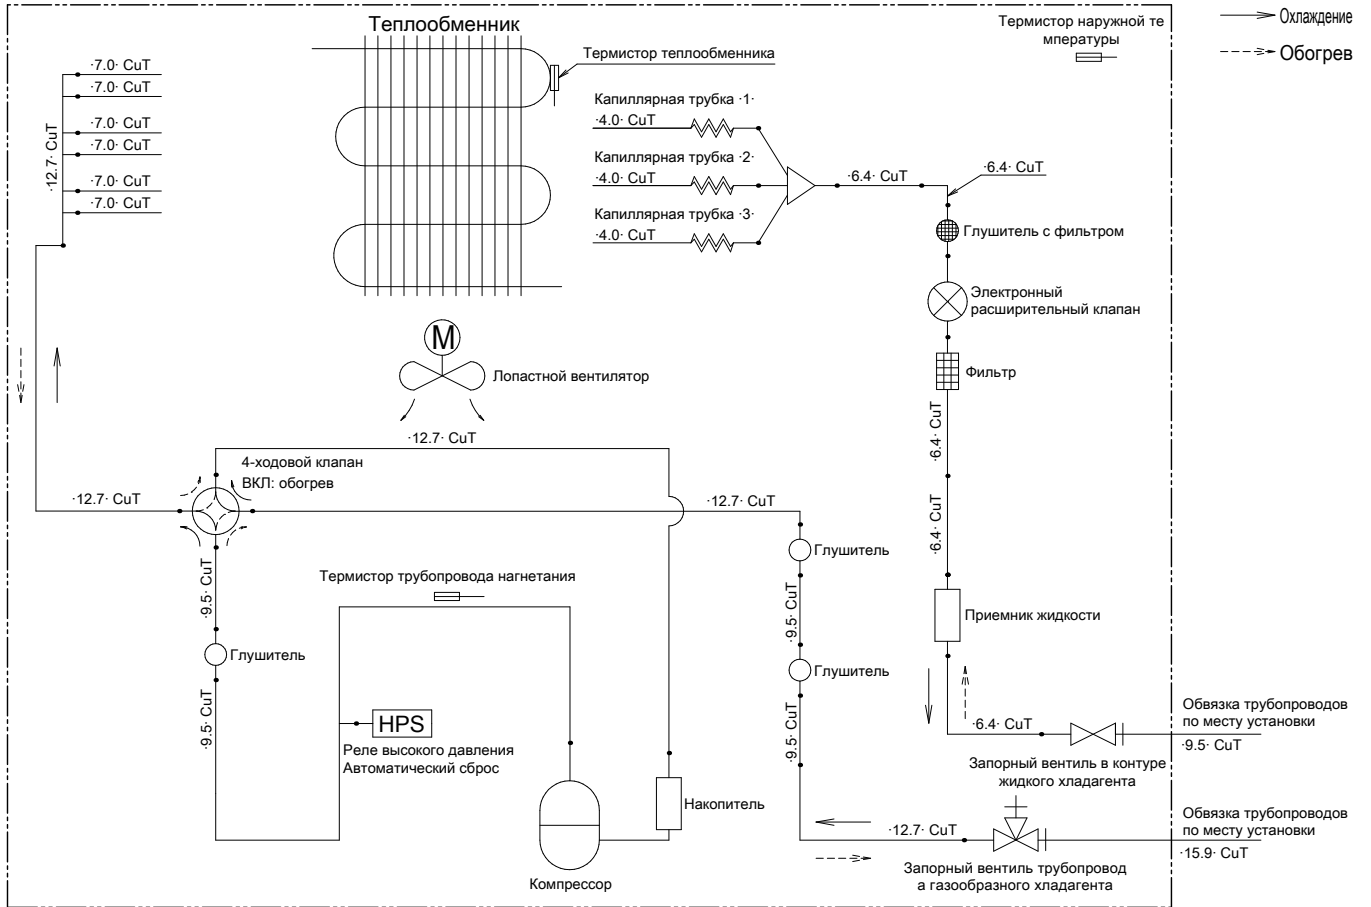 Теплообменник
Термистор наружной те
мпературы
Охлаждение
Обогрев
Термистор теплообменника
·7.0· CuT
·7.0· CuT
·7.0· CuT
·7.0· CuT
·7.0· CuT
·7.0· CuT
·12.7· CuT
Капиллярная трубка ·1·
·4.0· CuT
Капиллярная трубка ·2·
·4.0· CuT
Капиллярная трубка ·3·
·4.0· CuT
·6.4· CuT
·6.4· CuT
Глушитель с фильтром
Электронный
расширительный клапан
Фильтр
·6.4· CuT
·6.4· CuT
M
Лопастной вентилятор
·12.7· CuT
4-ходовой клапан
ВКЛ: обогрев
·12.7· CuT
·12.7· CuT
Глушитель
Термистор трубопровода нагнетания
·9.5· CuT
·9.5· CuT
Приемник жидкости
Глушитель
Глушитель
·9.5· CuT
·9.5· CuT
HPS
Реле высокого давления
Автоматический сброс
·6.4· CuT
Обвязка трубопроводов
по месту установки
·9.5· CuT
Запорный вентиль в контуре
жидкого хладагента
Накопитель
·12.7· CuT
Обвязка трубопроводов
по месту установки
·15.9· CuT
Запорный вентиль трубопровод
а газообразного хладагента
Компрессор